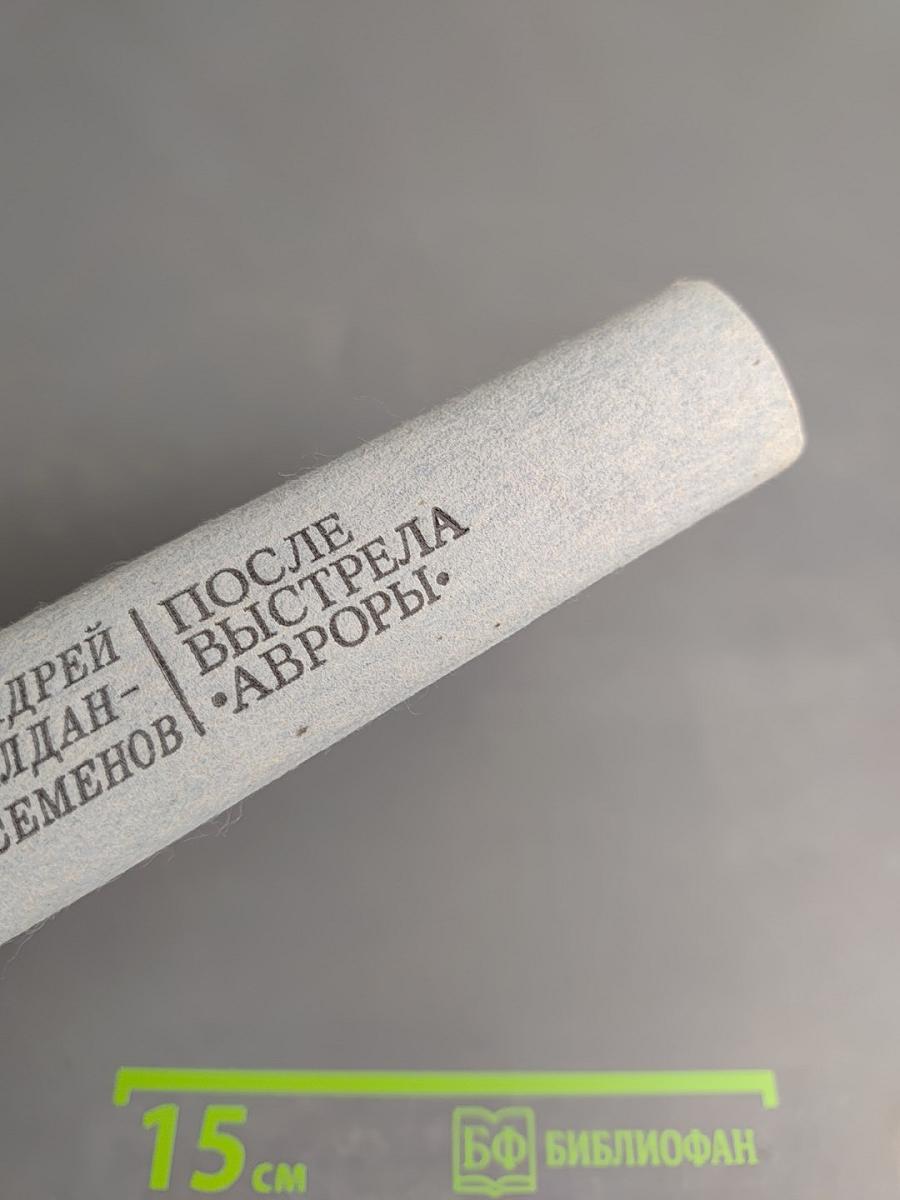 ДРЕЙ
ЛДАН-
СЕМЕНОВ
ПОСЛЕ
ВЫСТРЕЛА
•АВРОРЫ•
15 см
БФ БИБЛИОФАН